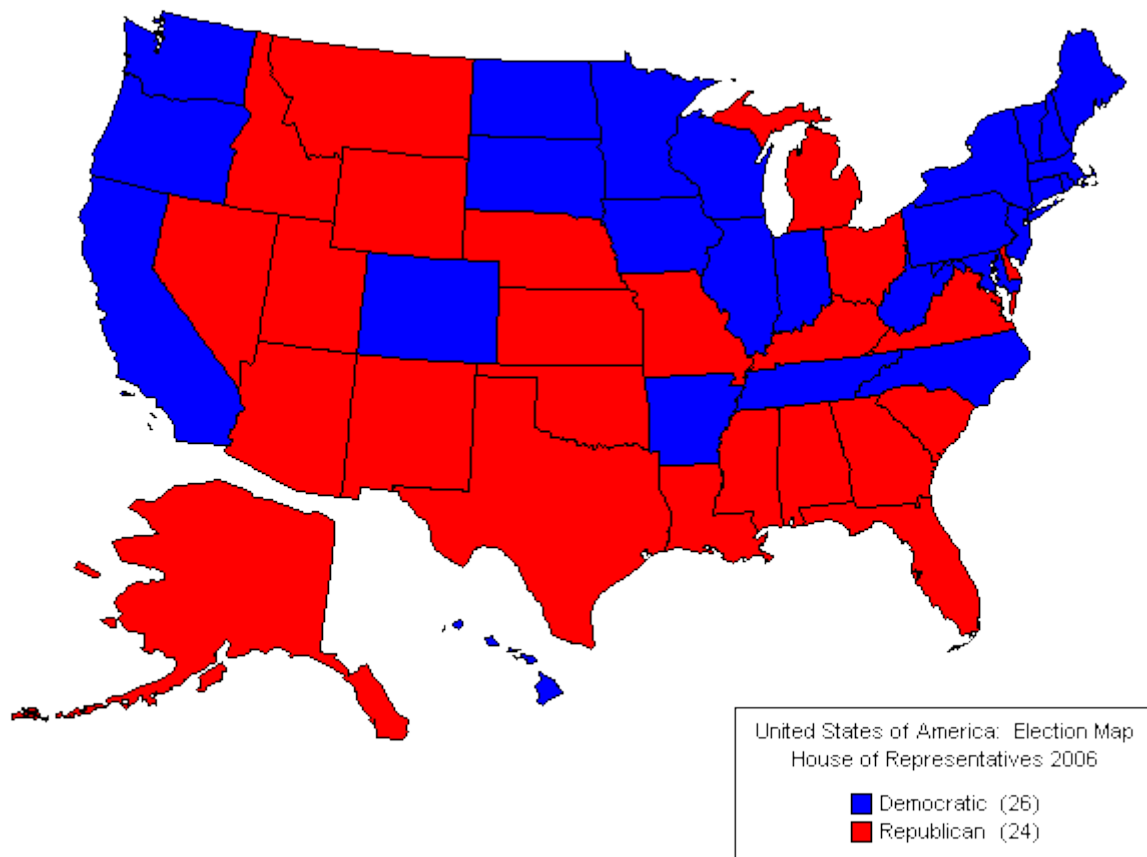 United States of America: Election Map
House of Representatives 2006
Democratic (26)
Republican (24)